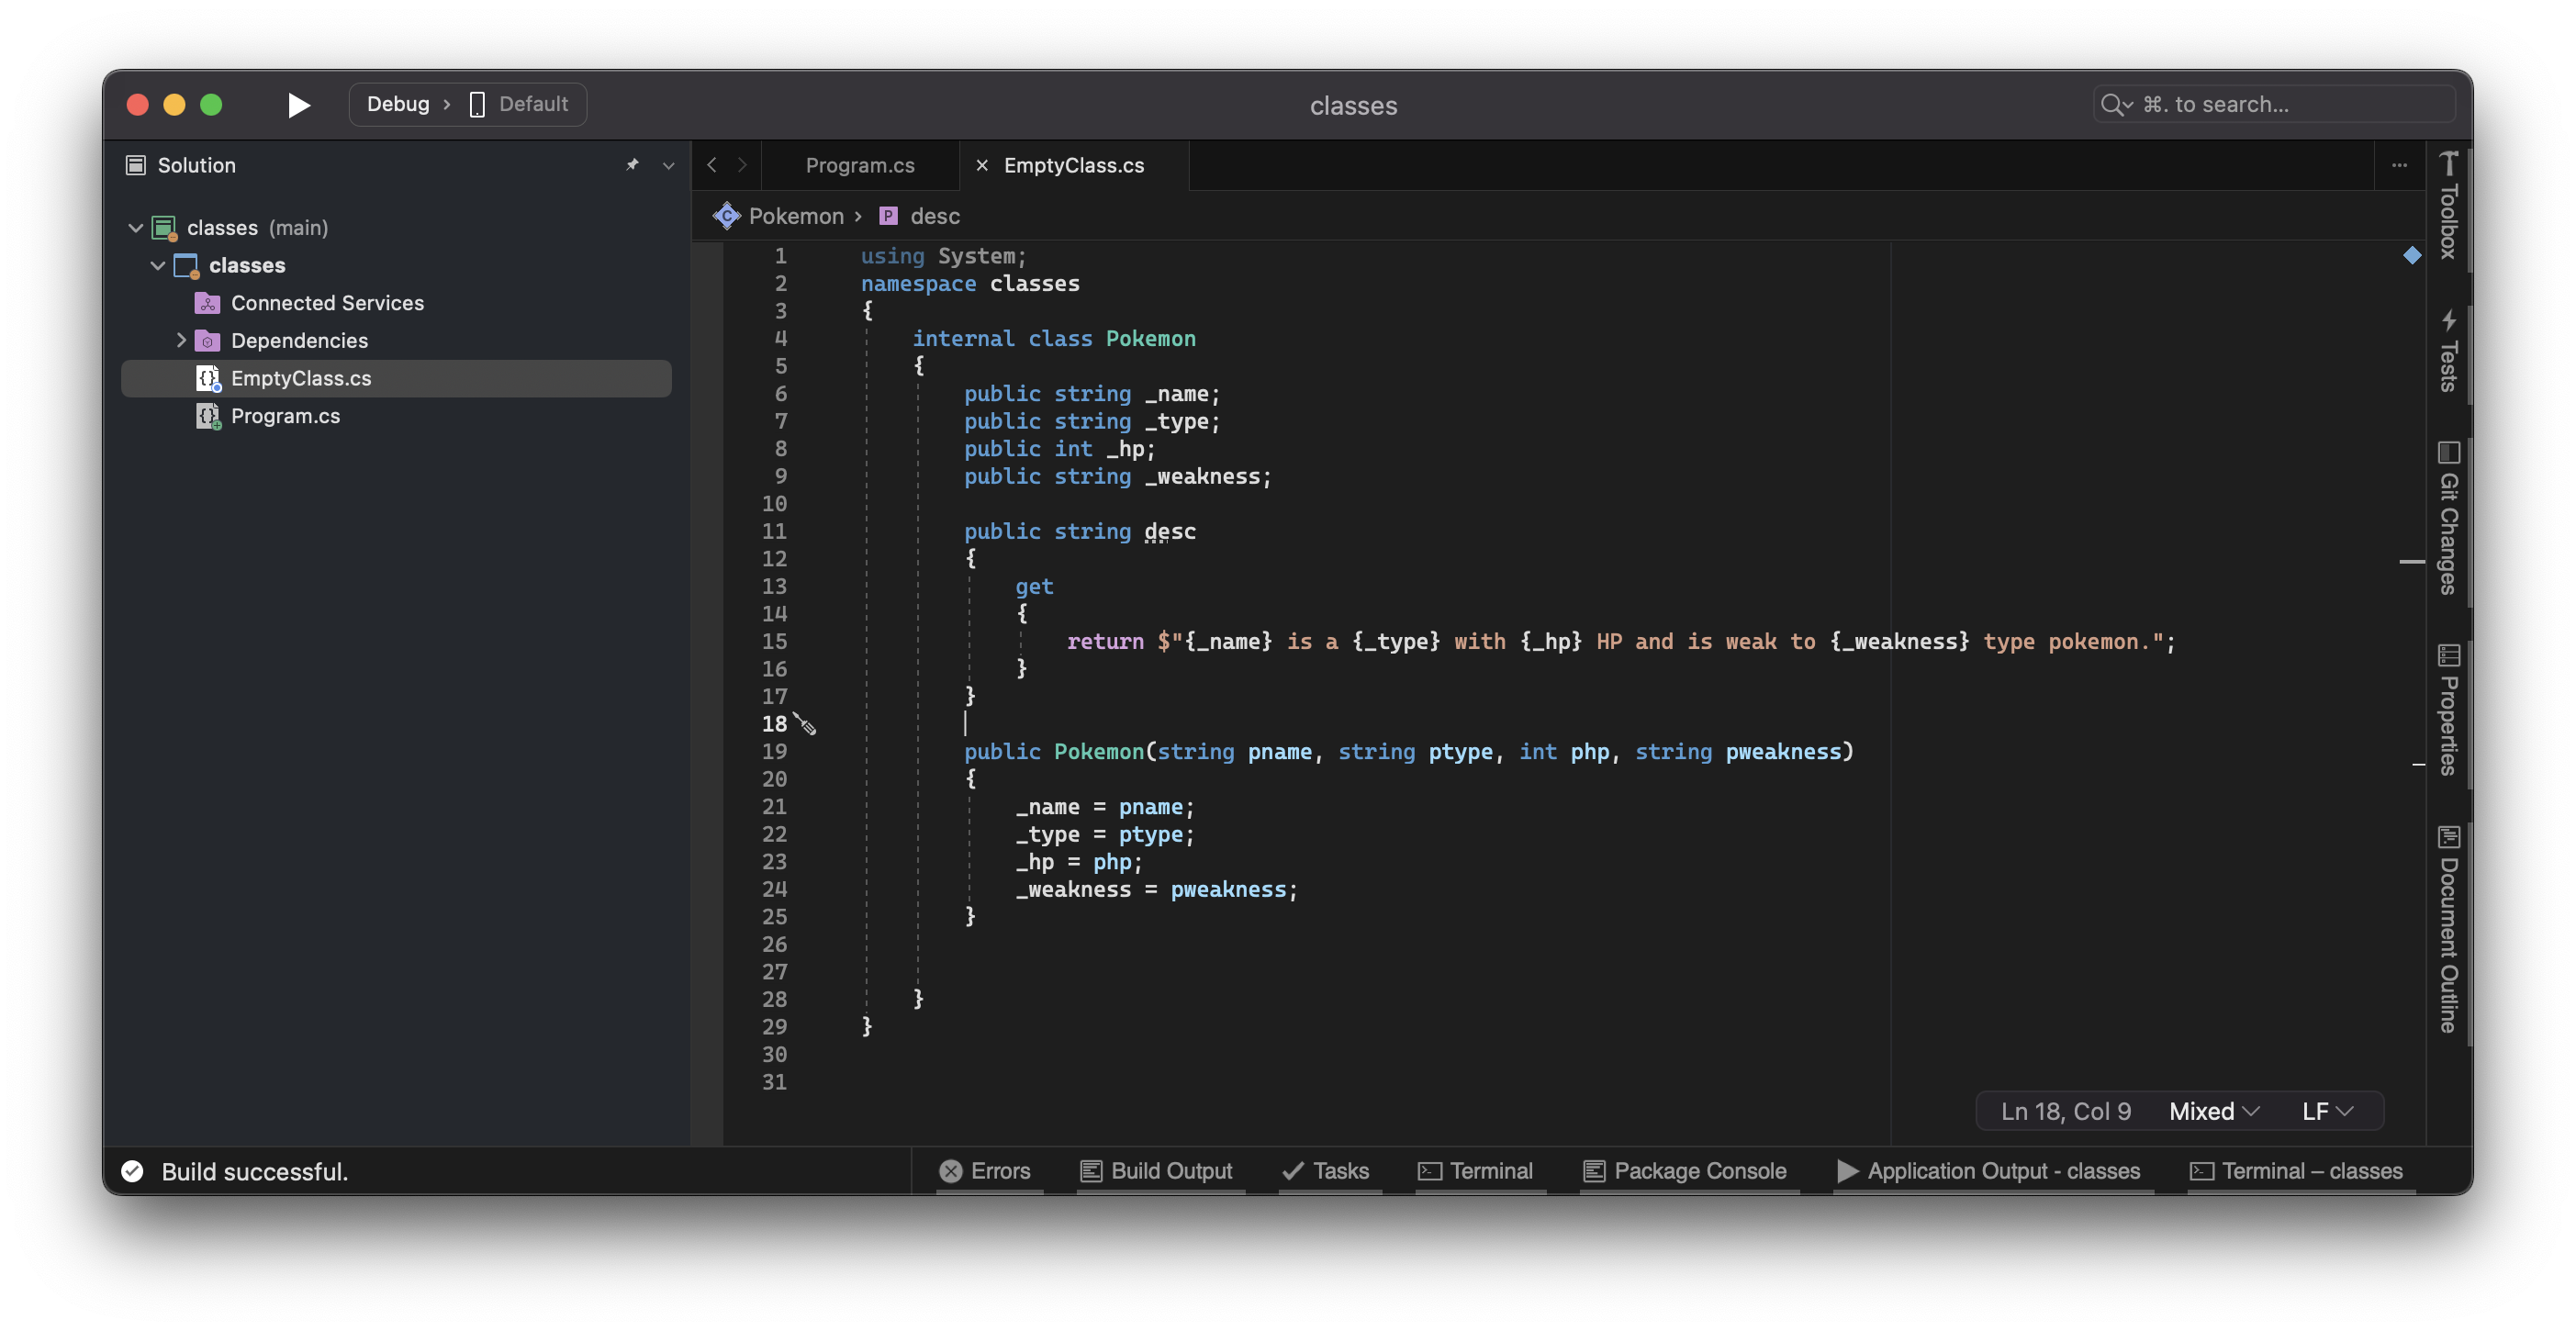 Debug › Default
classes
⌘. to search...
Solution
classes (main)
classes
Connected Services
Dependencies
EmptyClass.cs
Program.cs
Program.cs
EmptyClass.cs
Pokemon › P desc
1 using System;
2 namespace classes
3 {
4 internal class Pokemon
5 {
6 public string _name;
7 public string _type;
8 public int _hp;
9 public string _weakness;
10
11 public string desc
12 {
13 get
14 {
15 return $"{_name} is a {_type} with {_hp} HP and is weak to {_weakness} type pokemon.";
16 }
17 }
18
19 public Pokemon(string pname, string ptype, int php, string pweakness)
20 {
21 _name = pname;
22 _type = ptype;
23 _hp = php;
24 _weakness = pweakness;
25 }
26
27
28 }
29 }
30
31
Ln 18, Col 9 Mixed LF
Toolbox
Tests
Git Changes
Properties
Document Outline
Build successful.
Errors
Build Output
Tasks
Terminal
Package Console
Application Output - classes
Terminal – classes